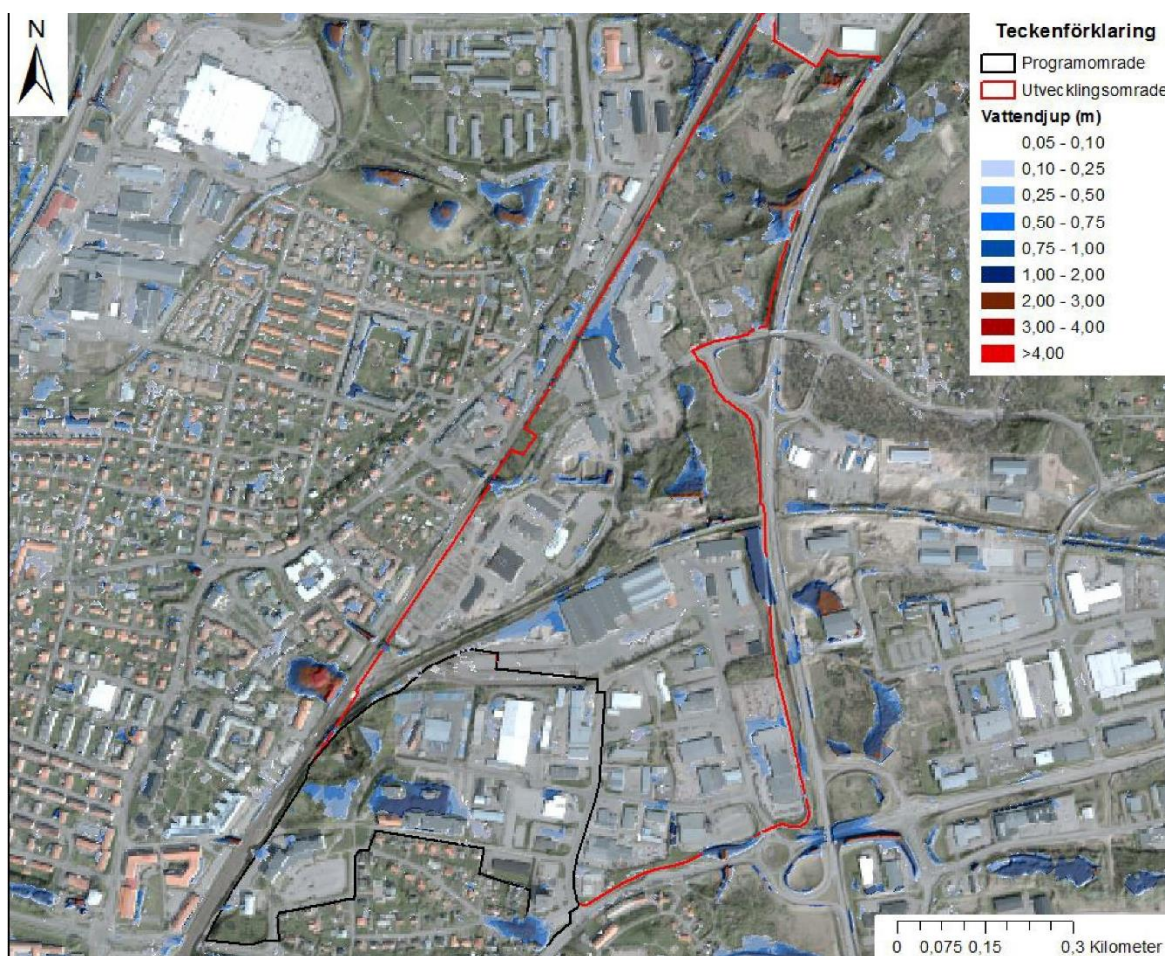 N
Teckenförklaring
Programområde
Utvecklingsområde
Vattendjup (m)
0,05 - 0,10
0,10 - 0,25
0,25 - 0,50
0,50 - 0,75
0,75 - 1,00
1,00 - 2,00
2,00 - 3,00
3,00 - 4,00
>4,00
0 0,075 0,15 0,3 Kilometer